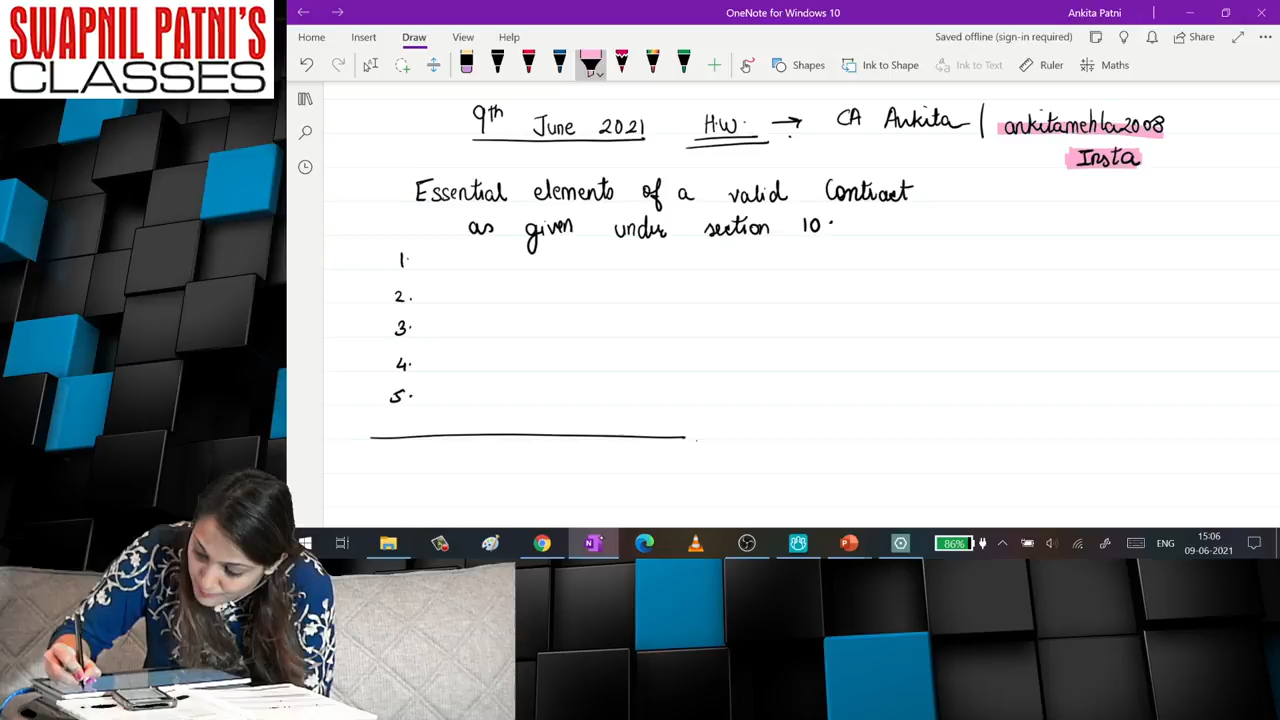 SWAPNIL PATNI'S
CLASSES
OneNote for Windows 10
Ankita Patni
Home Insert Draw View Help
Saved offline (sign-in required)
Share
Shapes
Ink to Shape
Ink to Text
Ruler
Maths
9th June 2021 H.W. → CA Ankita | ankitamehta2008
Insta
Essential elements of a valid Contract
as given under section 10.
1.
2.
3.
4.
5.
86%
ENG
15:06
09-06-2021